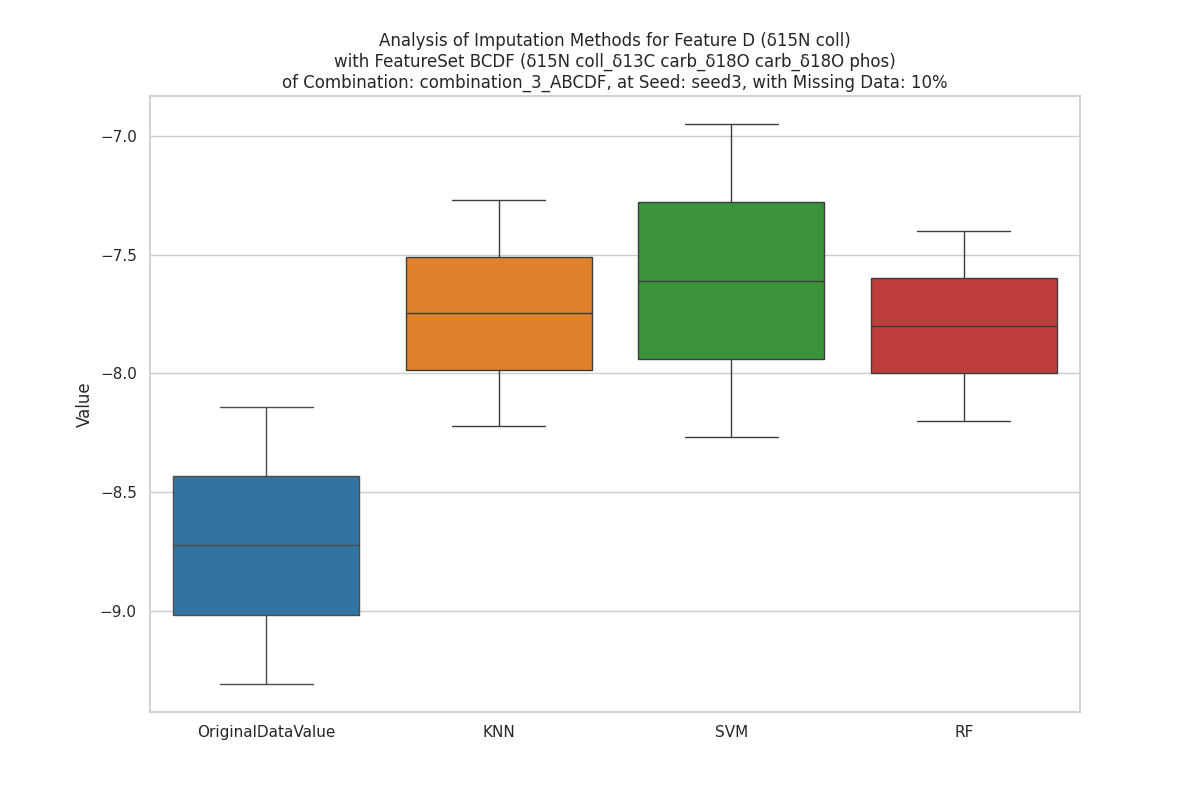 Analysis of Imputation Methods for Feature D (δ15N coll)
with FeatureSet BCDF (δ15N coll_δ13C carb_δ18O carb_δ18O phos)
of Combination: combination_3_ABCDF, at Seed: seed3, with Missing Data: 10%
−7.0
−7.5
−8.0
−8.5
−9.0
Value
OriginalDataValue
KNN
SVM
RF